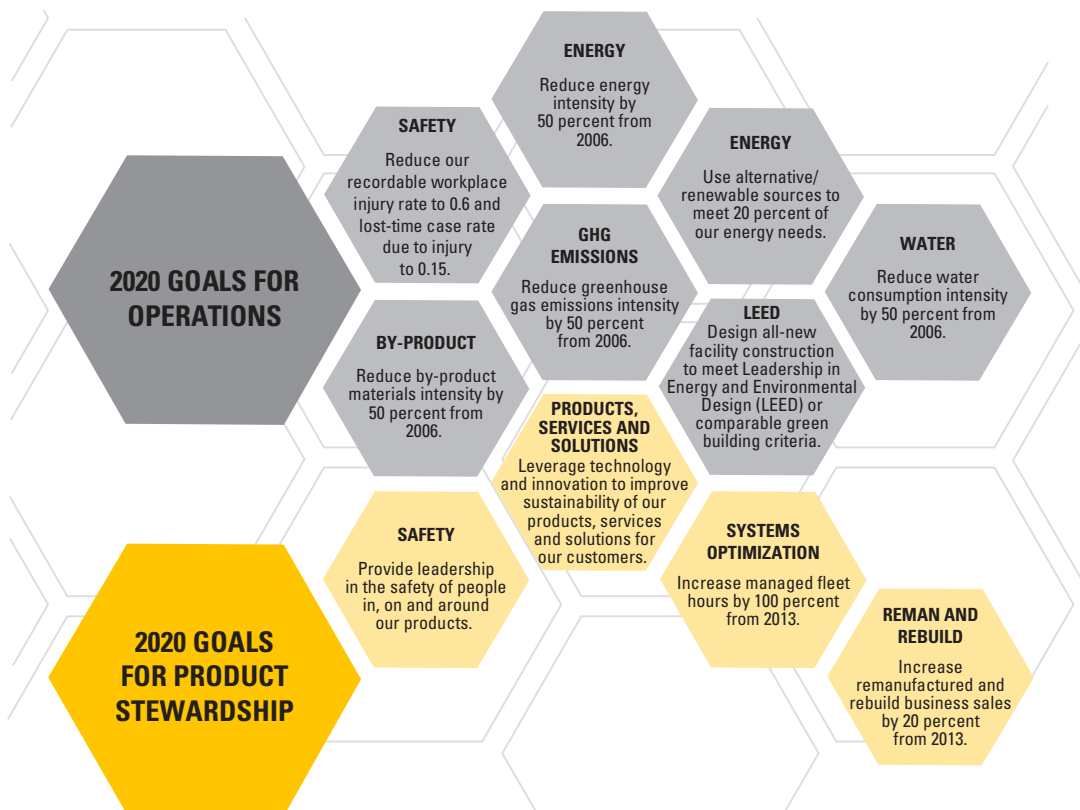 2020 GOALS FOR
OPERATIONS
SAFETY
Reduce our
recordable workplace
injury rate to 0.6 and
lost-time case rate
due to injury
to 0.15.
ENERGY
Reduce energy
intensity by
50 percent from
2006.
ENERGY
Use alternative/
renewable sources to
meet 20 percent of
our energy needs.
GHG
EMISSIONS
Reduce greenhouse
gas emissions intensity
by 50 percent
from 2006.
WATER
Reduce water
consumption intensity
by 50 percent from
2006.
BY-PRODUCT
Reduce by-product
materials intensity by
50 percent from
2006.
LEED
Design all-new
facility construction
to meet Leadership in
Energy and Environmental
Design (LEED) or
comparable green
building criteria.
2020 GOALS
FOR PRODUCT
STEWARDSHIP
SAFETY
Provide leadership
in the safety of people
in, on and around
our products.
PRODUCTS,
SERVICES AND
SOLUTIONS
Leverage technology
and innovation to improve
sustainability of our
products, services
and solutions for
our customers.
SYSTEMS
OPTIMIZATION
Increase managed fleet
hours by 100 percent
from 2013.
REMAN AND
REBUILD
Increase
remanufactured and
rebuild business sales
by 20 percent
from 2013.